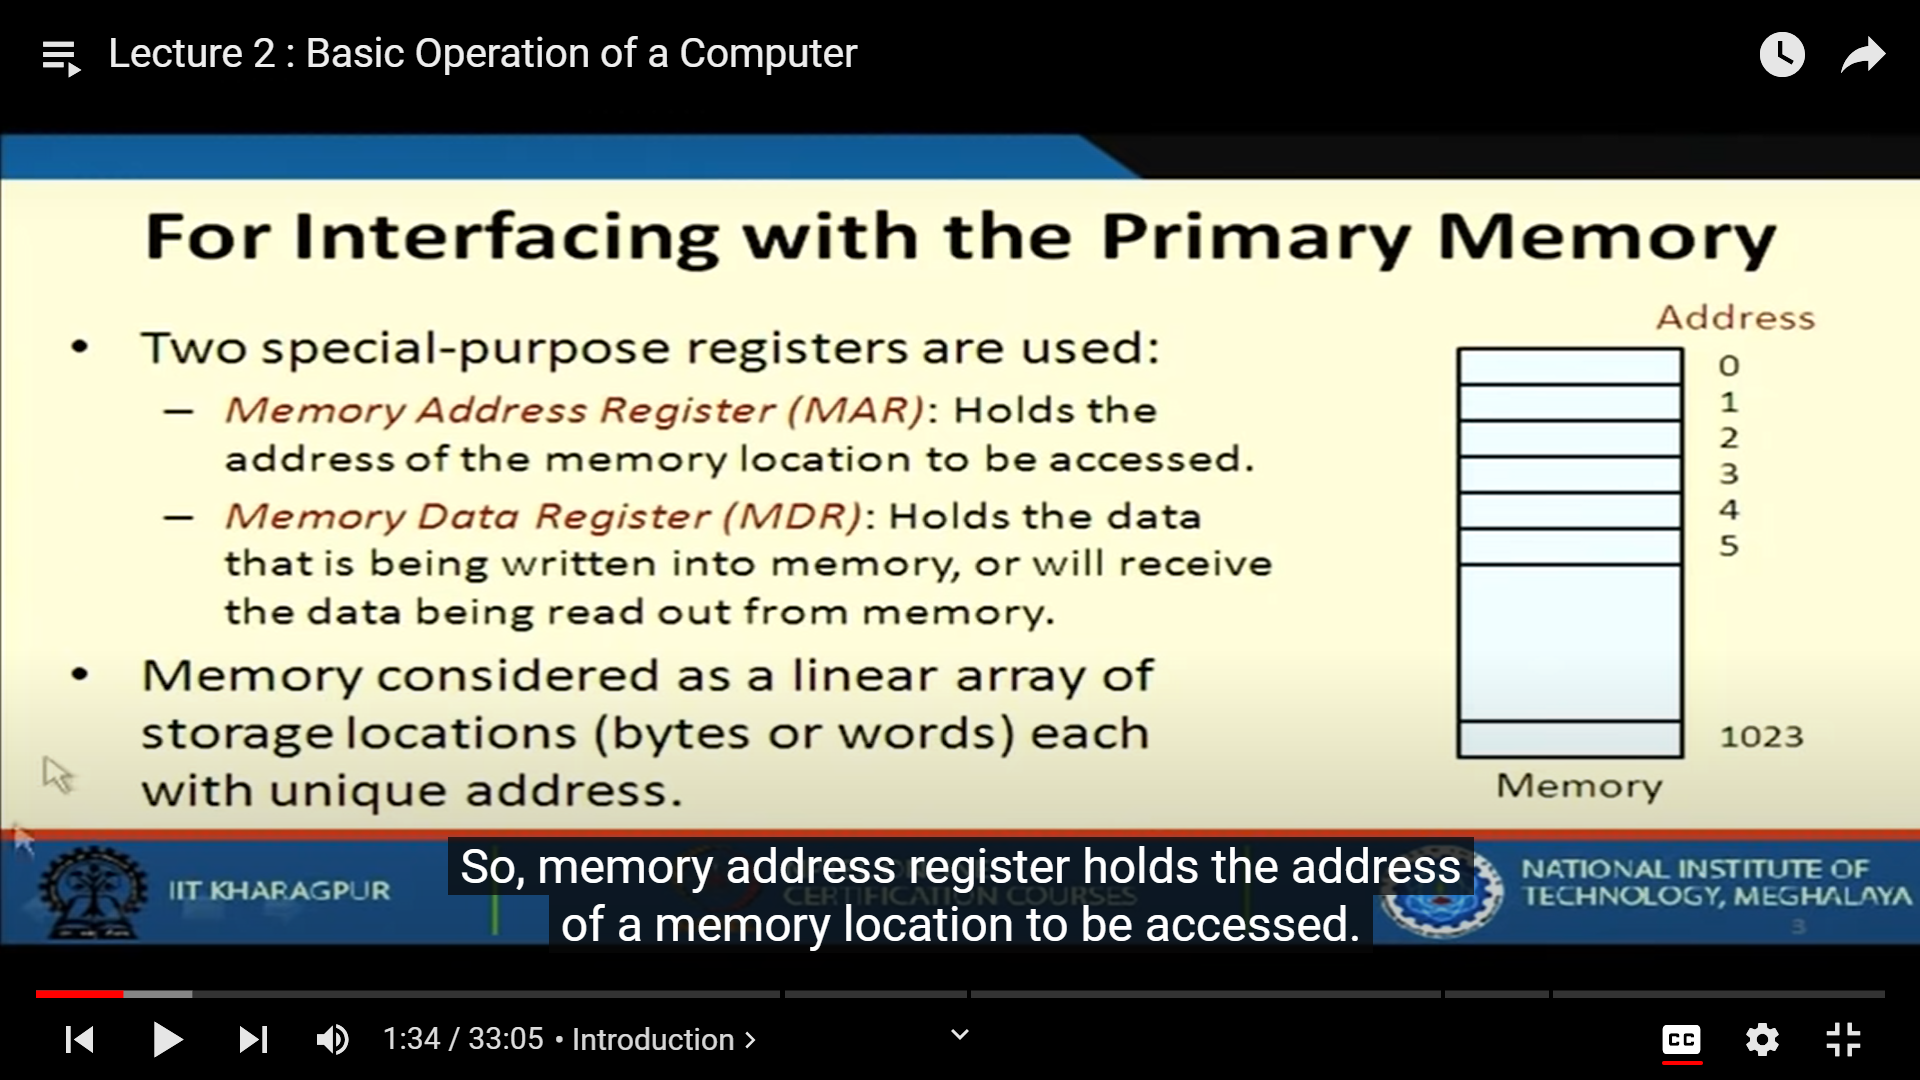 Lecture 2 : Basic Operation of a Computer
For Interfacing with the Primary Memory
• Two special-purpose registers are used:
– Memory Address Register (MAR): Holds the
address of the memory location to be accessed.
– Memory Data Register (MDR): Holds the data
that is being written into memory, or will receive
the data being read out from memory.
• Memory considered as a linear array of
storage locations (bytes or words) each
with unique address.
Address
0
1
2
3
4
5
1023
Memory
IIT KHARAGPUR
CERTIFICATION COURSES
NATIONAL INSTITUTE OF
TECHNOLOGY, MEGHALAYA
3
So, memory address register holds the address
of a memory location to be accessed.
1:34 / 33:05 • Introduction >
CC